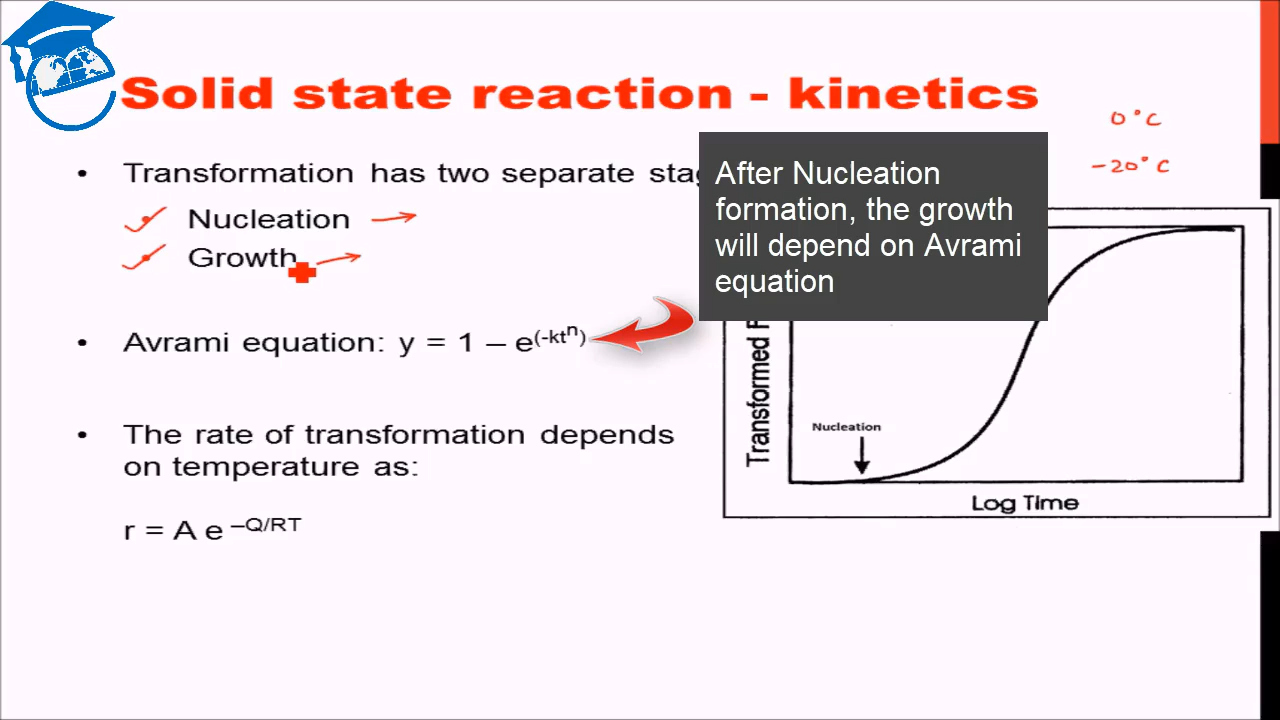 Solid state reaction - kinetics
0°C
-20°C
• Transformation has two separate stag
✓ Nucleation →
✓ Growth →
After Nucleation
formation, the growth
will depend on Avrami
equation
• Avrami equation: y = 1 – e^(-kt^n)
• The rate of transformation depends
on temperature as:
r = A e^–Q/RT
Transformed F
Nucleation
Log Time